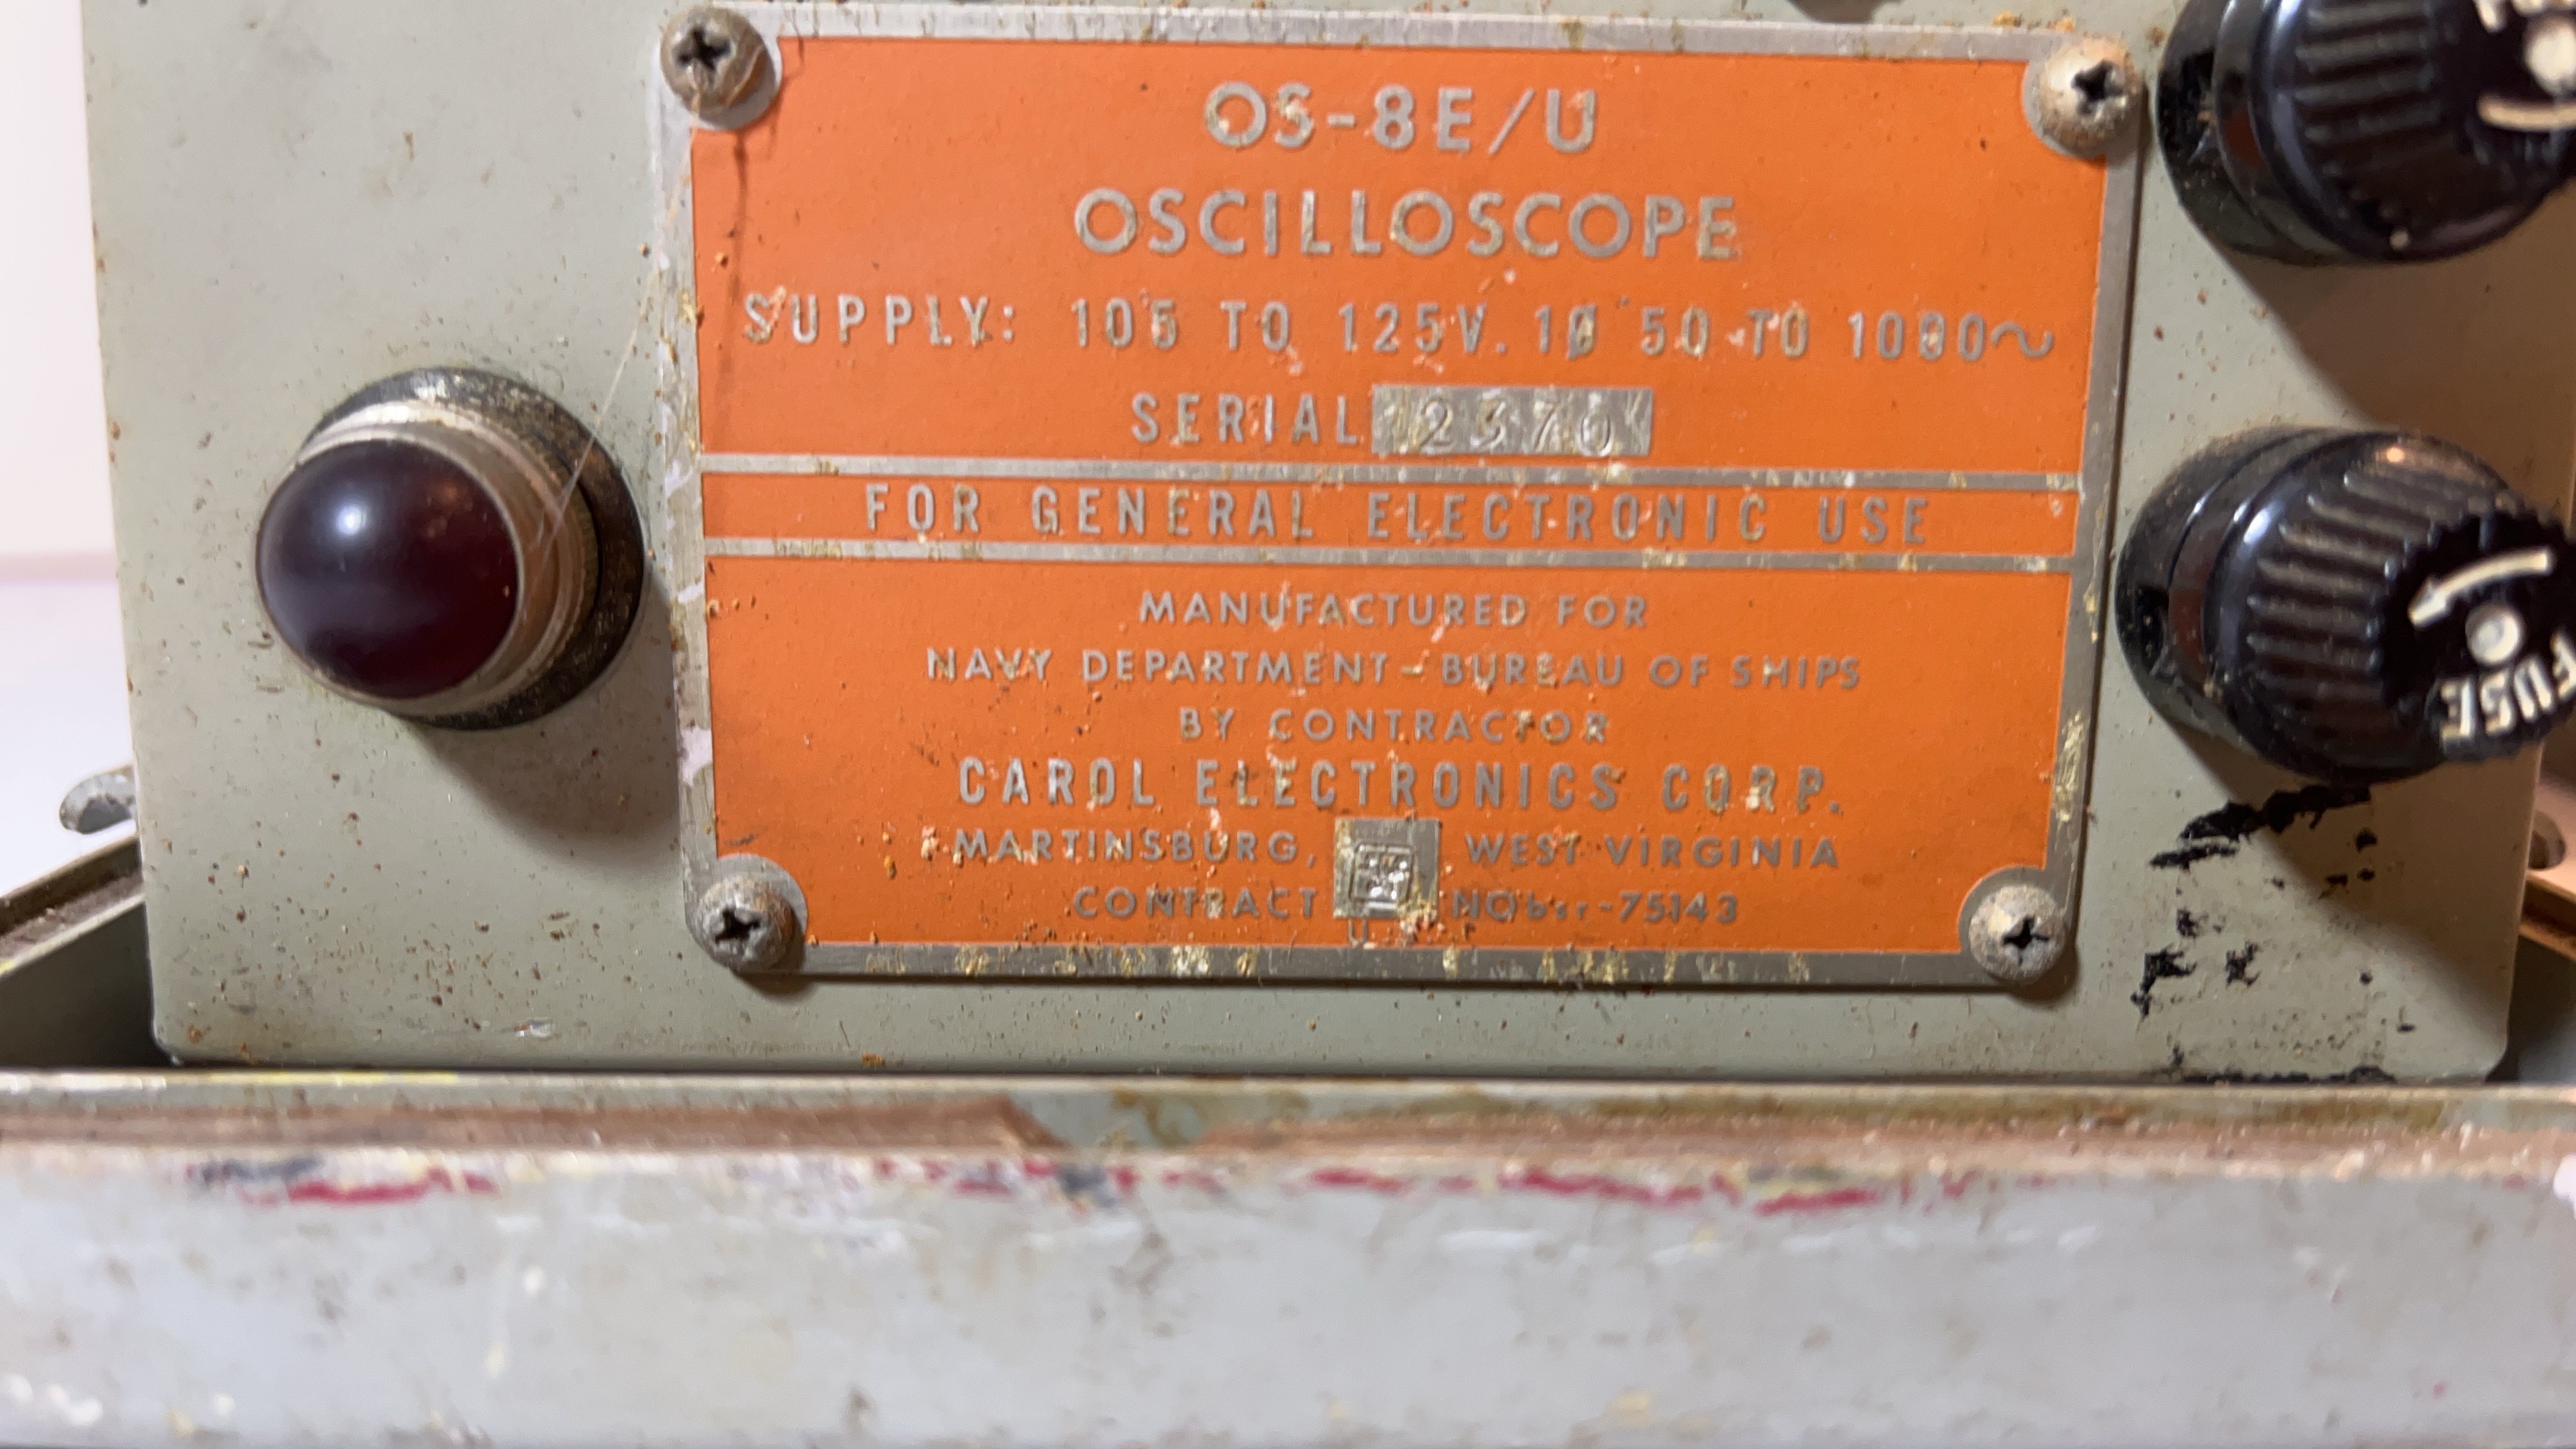 OS-8E/U
OSCILLOSCOPE
SUPPLY: 105 TO 125V. 1Ø 50 TO 1000~
SERIAL 2370
FOR GENERAL ELECTRONIC USE
MANUFACTURED FOR
NAVY DEPARTMENT-BUREAU OF SHIPS
BY CONTRACTOR
CAROL ELECTRONICS CORP.
MARTINSBURG, WEST VIRGINIA
CONTRACT NObsr-75143
U
FUSE